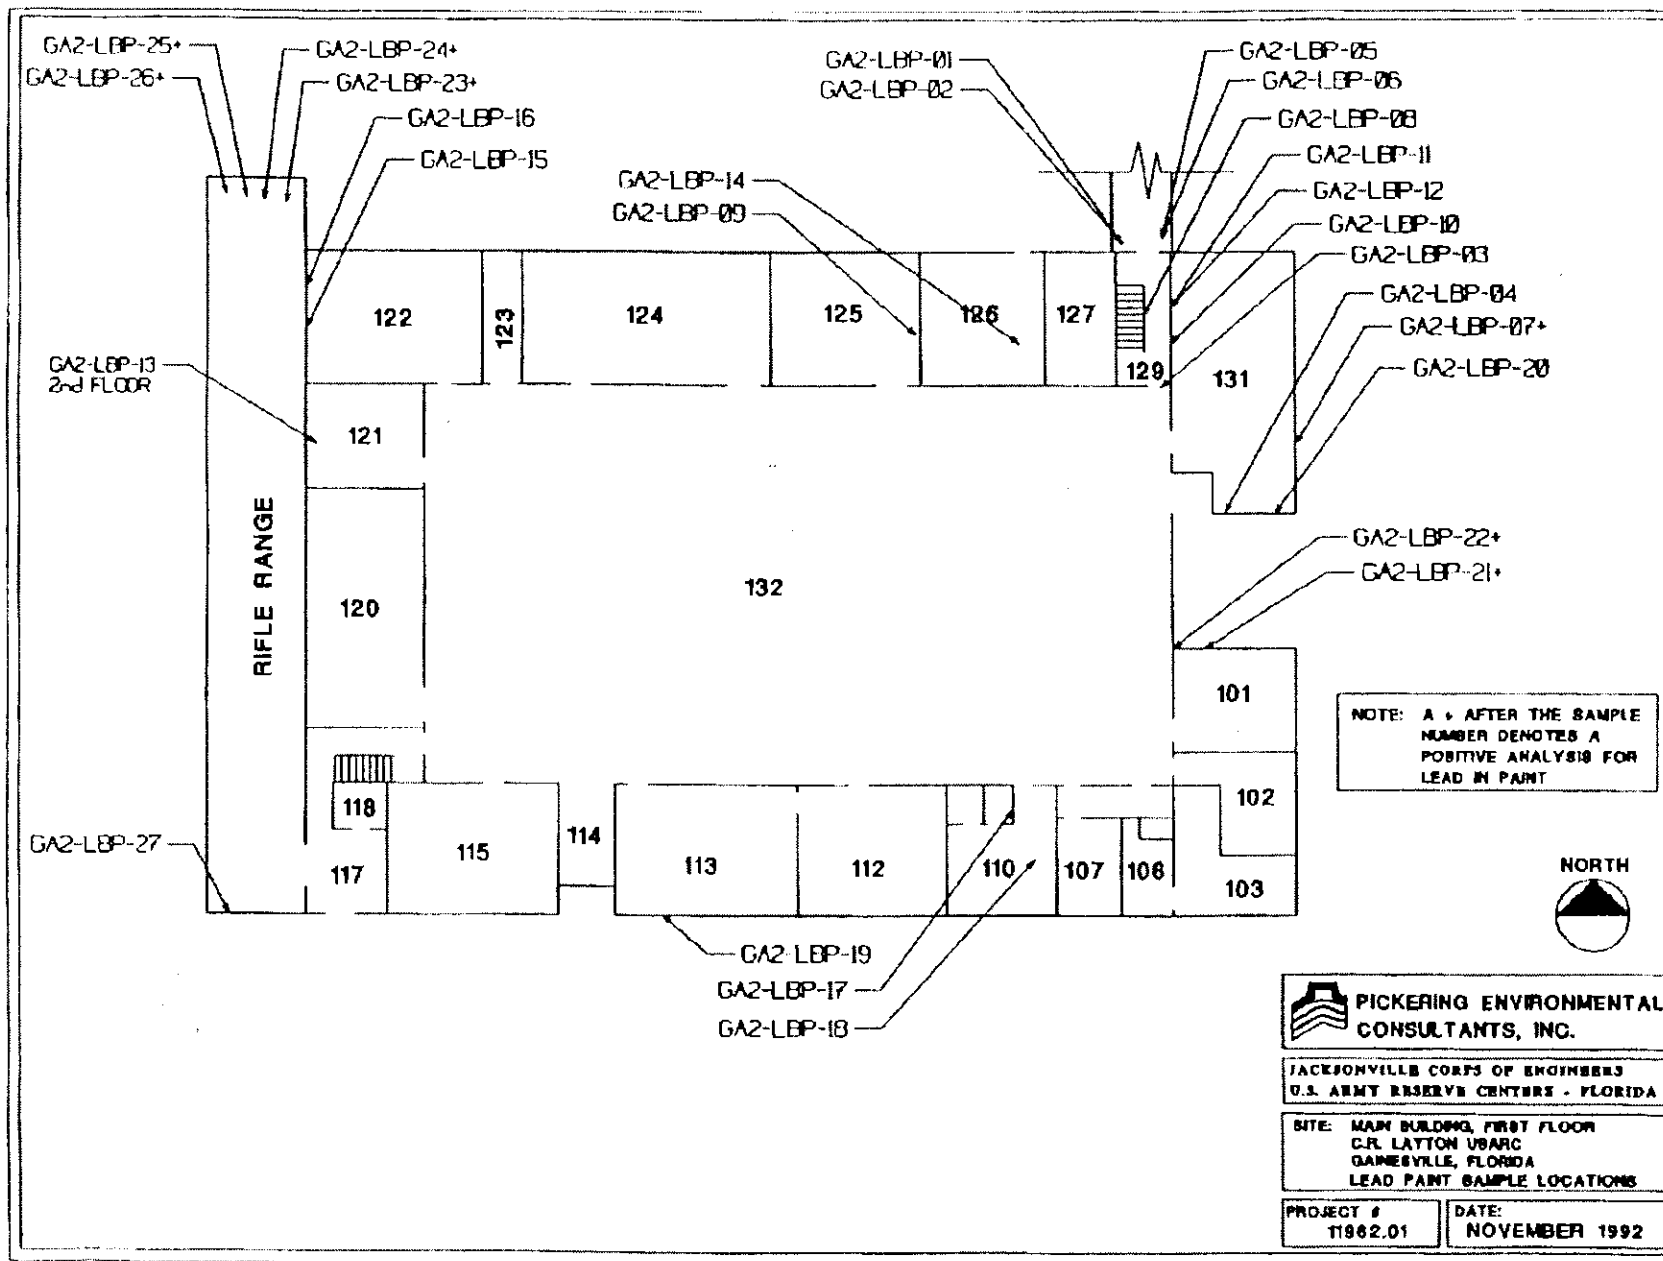 GA2-LBP-25+
GA2-LBP-26+
GA2-LBP-24+
GA2-LBP-23+
GA2-LBP-16
GA2-LBP-15
GA2-LBP-01
GA2-LBP-02
GA2-LBP-14
GA2-LBP-09
GA2-LBP-05
GA2-LBP-06
GA2-LBP-08
GA2-LBP-11
GA2-LBP-12
GA2-LBP-10
GA2-LBP-03
GA2-LBP-04
GA2-LBP-07+
GA2-LBP-20
122
123
124
125
126
127
129
131
GA2-LBP-13
2nd FLOOR
121
RIFLE RANGE
120
132
GA2-LBP-22+
GA2-LBP-21+
101
102
103
118
117
115
114
113
112
110
107
106
GA2-LBP-27
GA2-LBP-19
GA2-LBP-17
GA2-LBP-18
NOTE: A + AFTER THE SAMPLE
NUMBER DENOTES A
POSITIVE ANALYSIS FOR
LEAD IN PAINT
NORTH
PICKERING ENVIRONMENTAL
CONSULTANTS, INC.
JACKSONVILLE CORPS OF ENGINEERS
U.S. ARMY RESERVE CENTERS - FLORIDA
SITE: MAIN BUILDING, FIRST FLOOR
C.R. LAYTON USARC
GAINESVILLE, FLORIDA
LEAD PAINT SAMPLE LOCATIONS
PROJECT #
11962.01
DATE:
NOVEMBER 1992